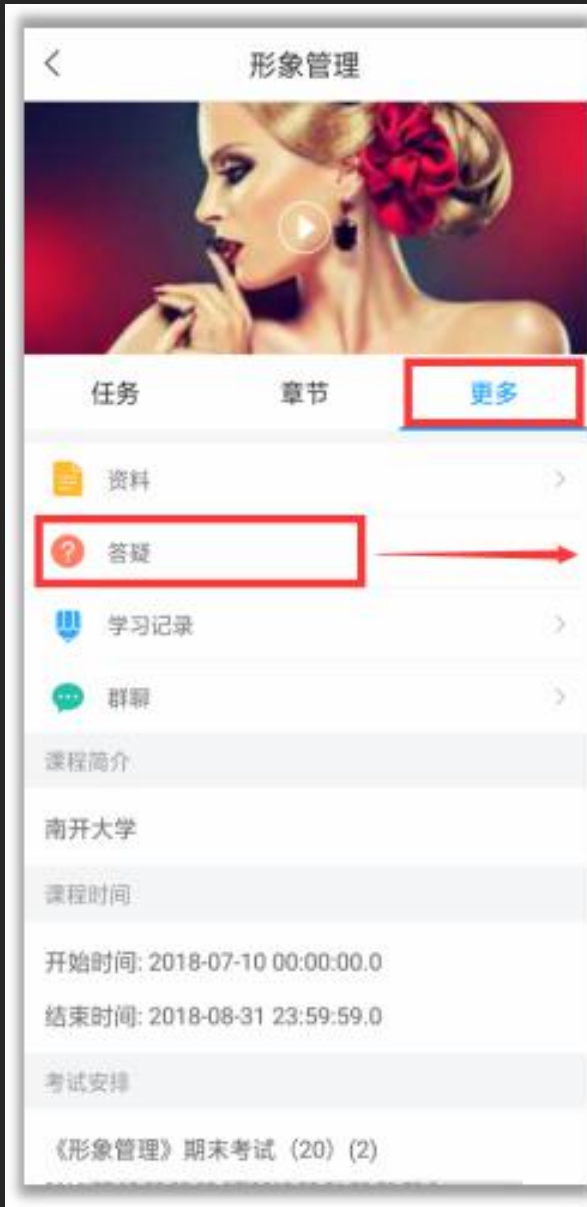 形象管理
任务 章节 更多
资料
答疑
学习记录
群聊
课程简介
南开大学
课程时间
开始时间: 2018-07-10 00:00:00.0
结束时间: 2018-08-31 23:59:59.0
考试安排
《形象管理》期末考试（20）(2)